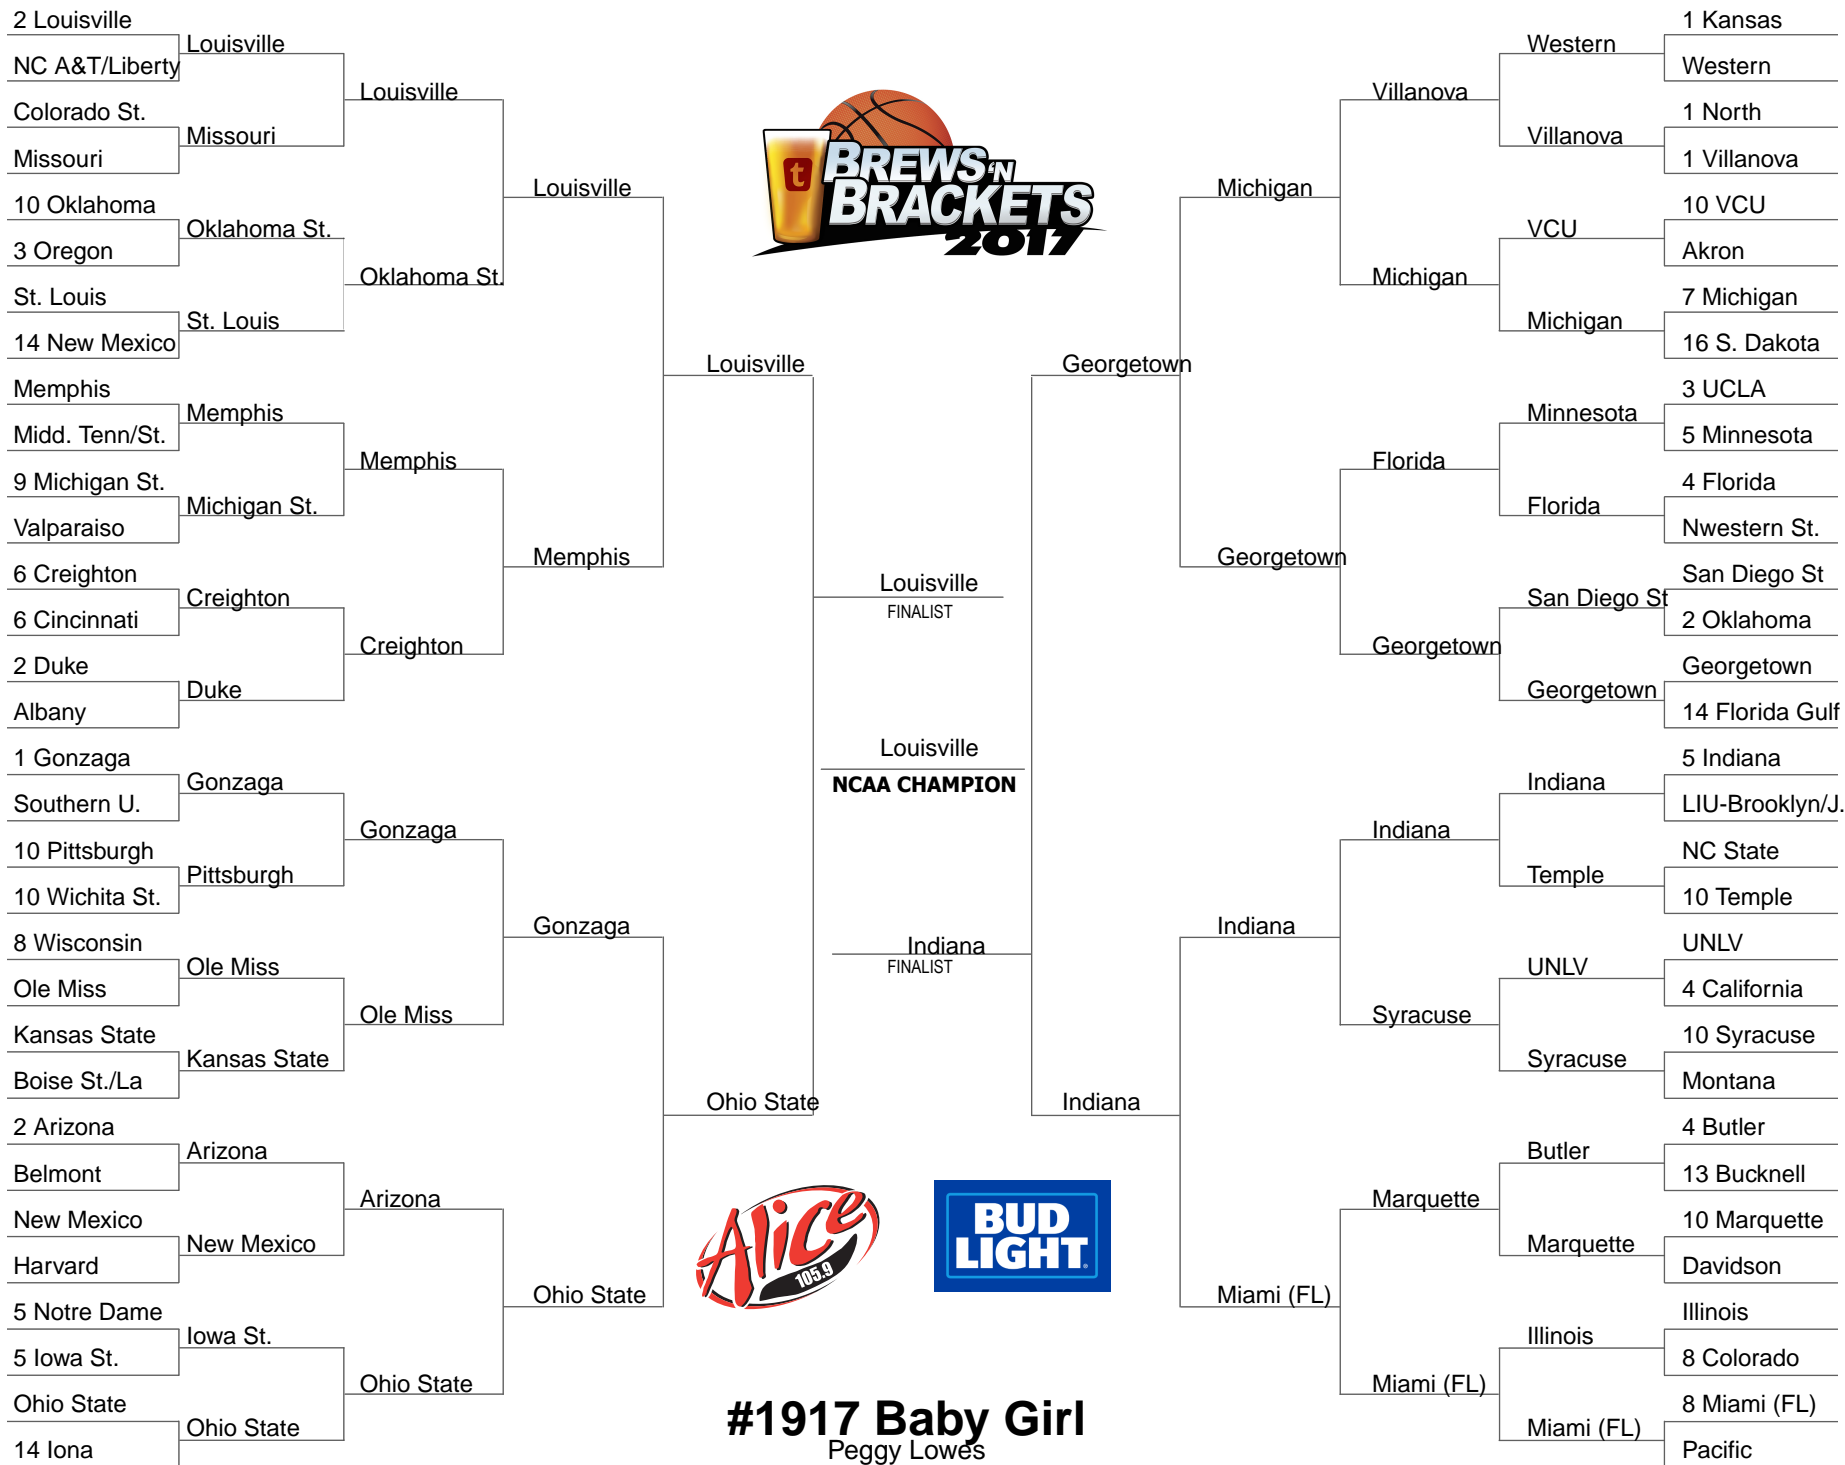 2 Louisville
NC A&T/Liberty
Colorado St.
Missouri
10 Oklahoma
3 Oregon
St. Louis
14 New Mexico
Memphis
Midd. Tenn/St.
9 Michigan St.
Valparaiso
6 Creighton
6 Cincinnati
2 Duke
Albany
1 Gonzaga
Southern U.
10 Pittsburgh
10 Wichita St.
8 Wisconsin
Ole Miss
Kansas State
Boise St./La
2 Arizona
Belmont
New Mexico
Harvard
5 Notre Dame
5 Iowa St.
Ohio State
14 Iona
Louisville
Missouri
Oklahoma St.
St. Louis
Memphis
Michigan St.
Creighton
Duke
Gonzaga
Pittsburgh
Ole Miss
Kansas State
Arizona
New Mexico
Iowa St.
Ohio State
Louisville
Oklahoma St.
Memphis
Creighton
Gonzaga
Ole Miss
Arizona
Ohio State
Louisville
Memphis
Gonzaga
Ohio State
Louisville
Ohio State
t
BREWS 'N
BRACKETS
2017
Louisville
FINALIST
Louisville
NCAA CHAMPION
Indiana
FINALIST
Alice
105.9
BUD
LIGHT
#1917 Baby Girl
Peggy Lowes
Georgetown
Indiana
Michigan
Georgetown
Indiana
Miami (FL)
Villanova
Michigan
Florida
Georgetown
Indiana
Syracuse
Marquette
Miami (FL)
Western
Villanova
VCU
Michigan
Minnesota
Florida
San Diego St
Georgetown
Indiana
Temple
UNLV
Syracuse
Butler
Marquette
Illinois
Miami (FL)
1 Kansas
Western
1 North
1 Villanova
10 VCU
Akron
7 Michigan
16 S. Dakota
3 UCLA
5 Minnesota
4 Florida
Nwestern St.
San Diego St
2 Oklahoma
Georgetown
14 Florida Gulf
5 Indiana
LIU-Brooklyn/J.
NC State
10 Temple
UNLV
4 California
10 Syracuse
Montana
4 Butler
13 Bucknell
10 Marquette
Davidson
Illinois
8 Colorado
8 Miami (FL)
Pacific